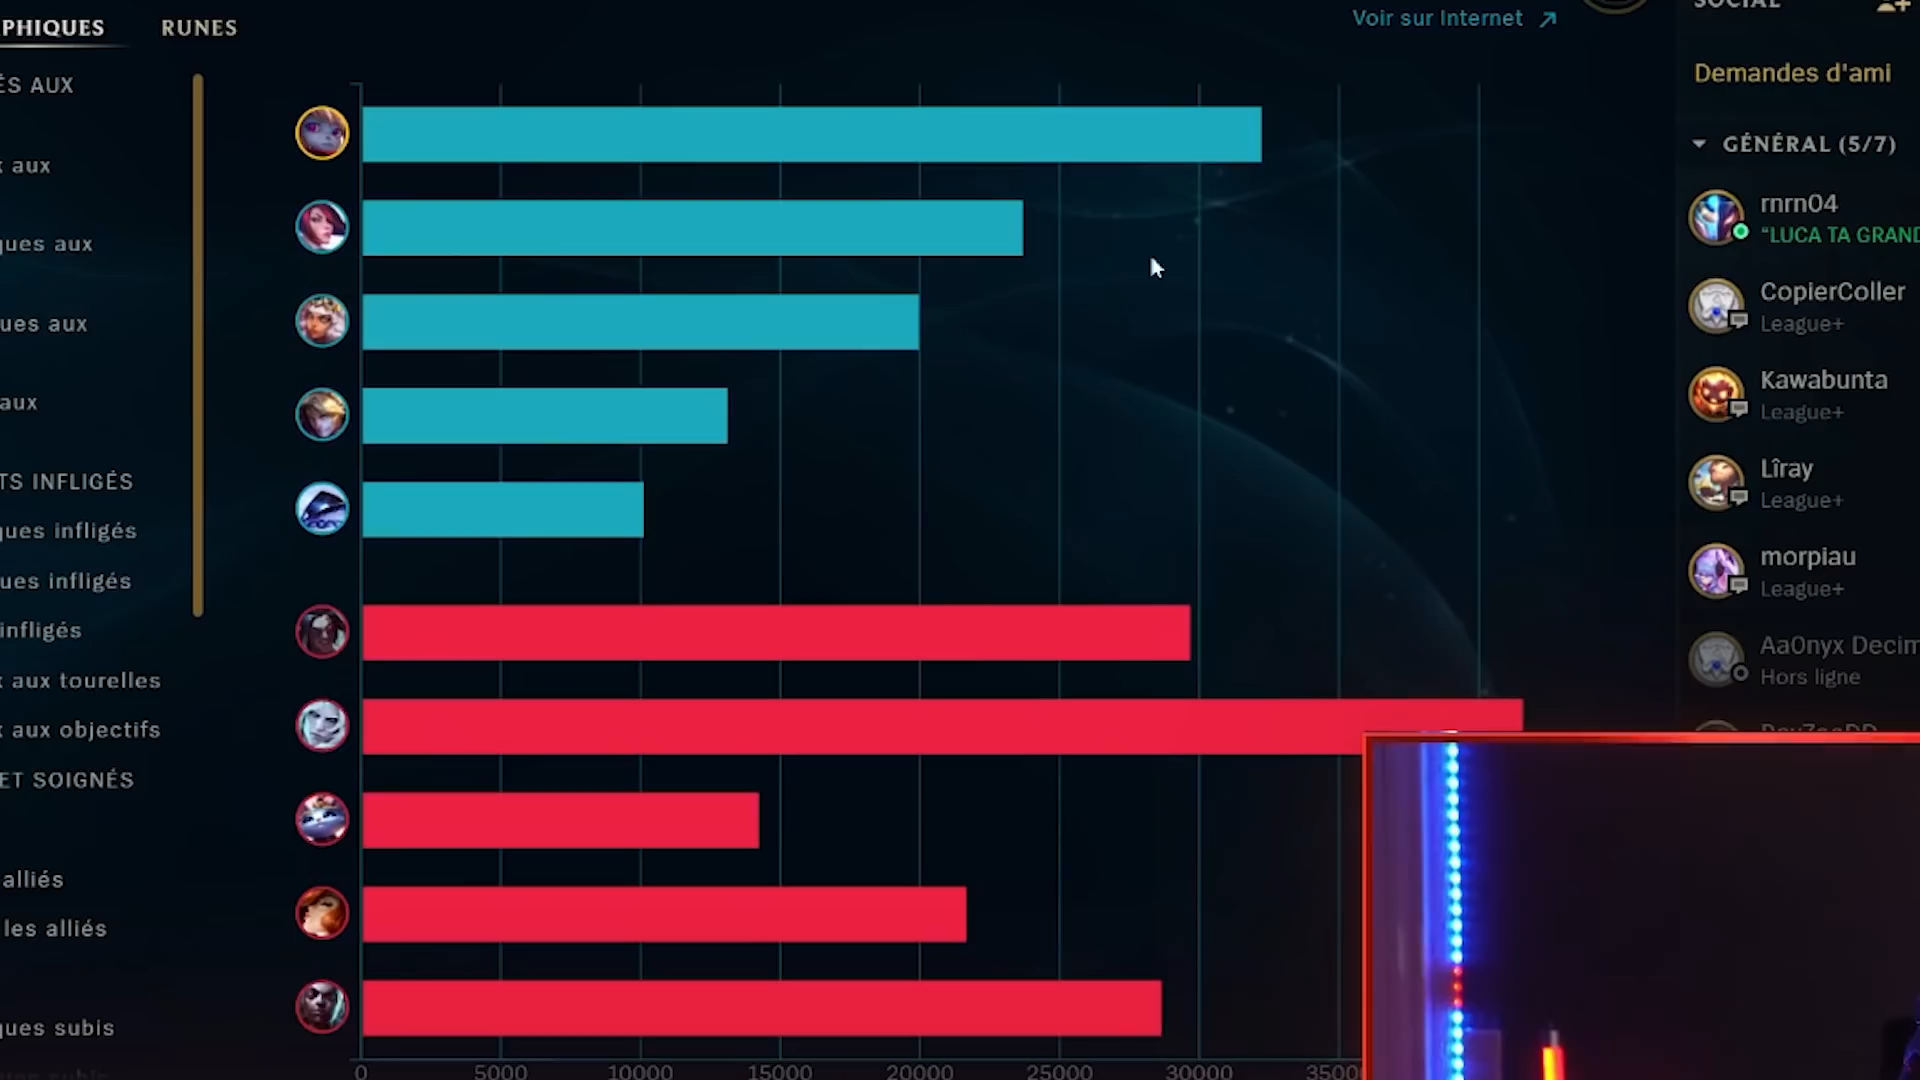 PHIQUES
RUNES
Voir sur Internet
SOCIAL
ÉS AUX
x aux
ques aux
ues aux
aux
TS INFLIGÉS
ques infligés
ues infligés
infligés
x aux tourelles
x aux objectifs
ET SOIGNÉS
alliés
les alliés
ques subis
0
5000
10000
15000
20000
25000
30000
3500
Demandes d'ami
GÉNÉRAL (5/7)
rnrn04
“LUCA TA GRAND
CopierColler
League+
Kawabunta
League+
Lîray
League+
morpiau
League+
AaOnyx Decim
Hors ligne